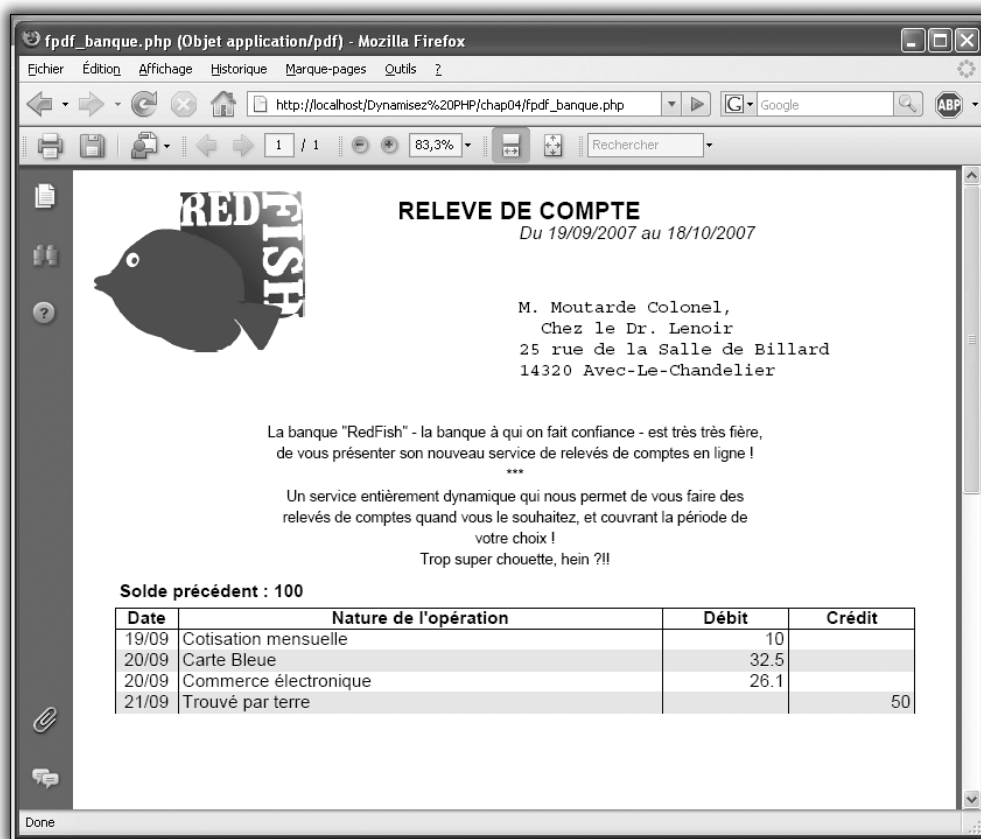 fpdf_banque.php (Objet application/pdf) - Mozilla Firefox
Fichier Édition Affichage Historique Marque-pages Outils ?
http://localhost/Dynamisez%20PHP/chap04/fpdf_banque.php G Google ABP
1 / 1 83,3% Rechercher
RED FISH
RELEVE DE COMPTE
Du 19/09/2007 au 18/10/2007
M. Moutarde Colonel,
Chez le Dr. Lenoir
25 rue de la Salle de Billard
14320 Avec-Le-Chandelier
La banque "RedFish" - la banque à qui on fait confiance - est très très fière,
de vous présenter son nouveau service de relevés de comptes en ligne !
***
Un service entièrement dynamique qui nous permet de vous faire des
relevés de comptes quand vous le souhaitez, et couvrant la période de
votre choix !
Trop super chouette, hein ?!!
Solde précédent : 100
Date Nature de l'opération Débit Crédit
19/09 Cotisation mensuelle 10
20/09 Carte Bleue 32.5
20/09 Commerce électronique 26.1
21/09 Trouvé par terre 50
Done